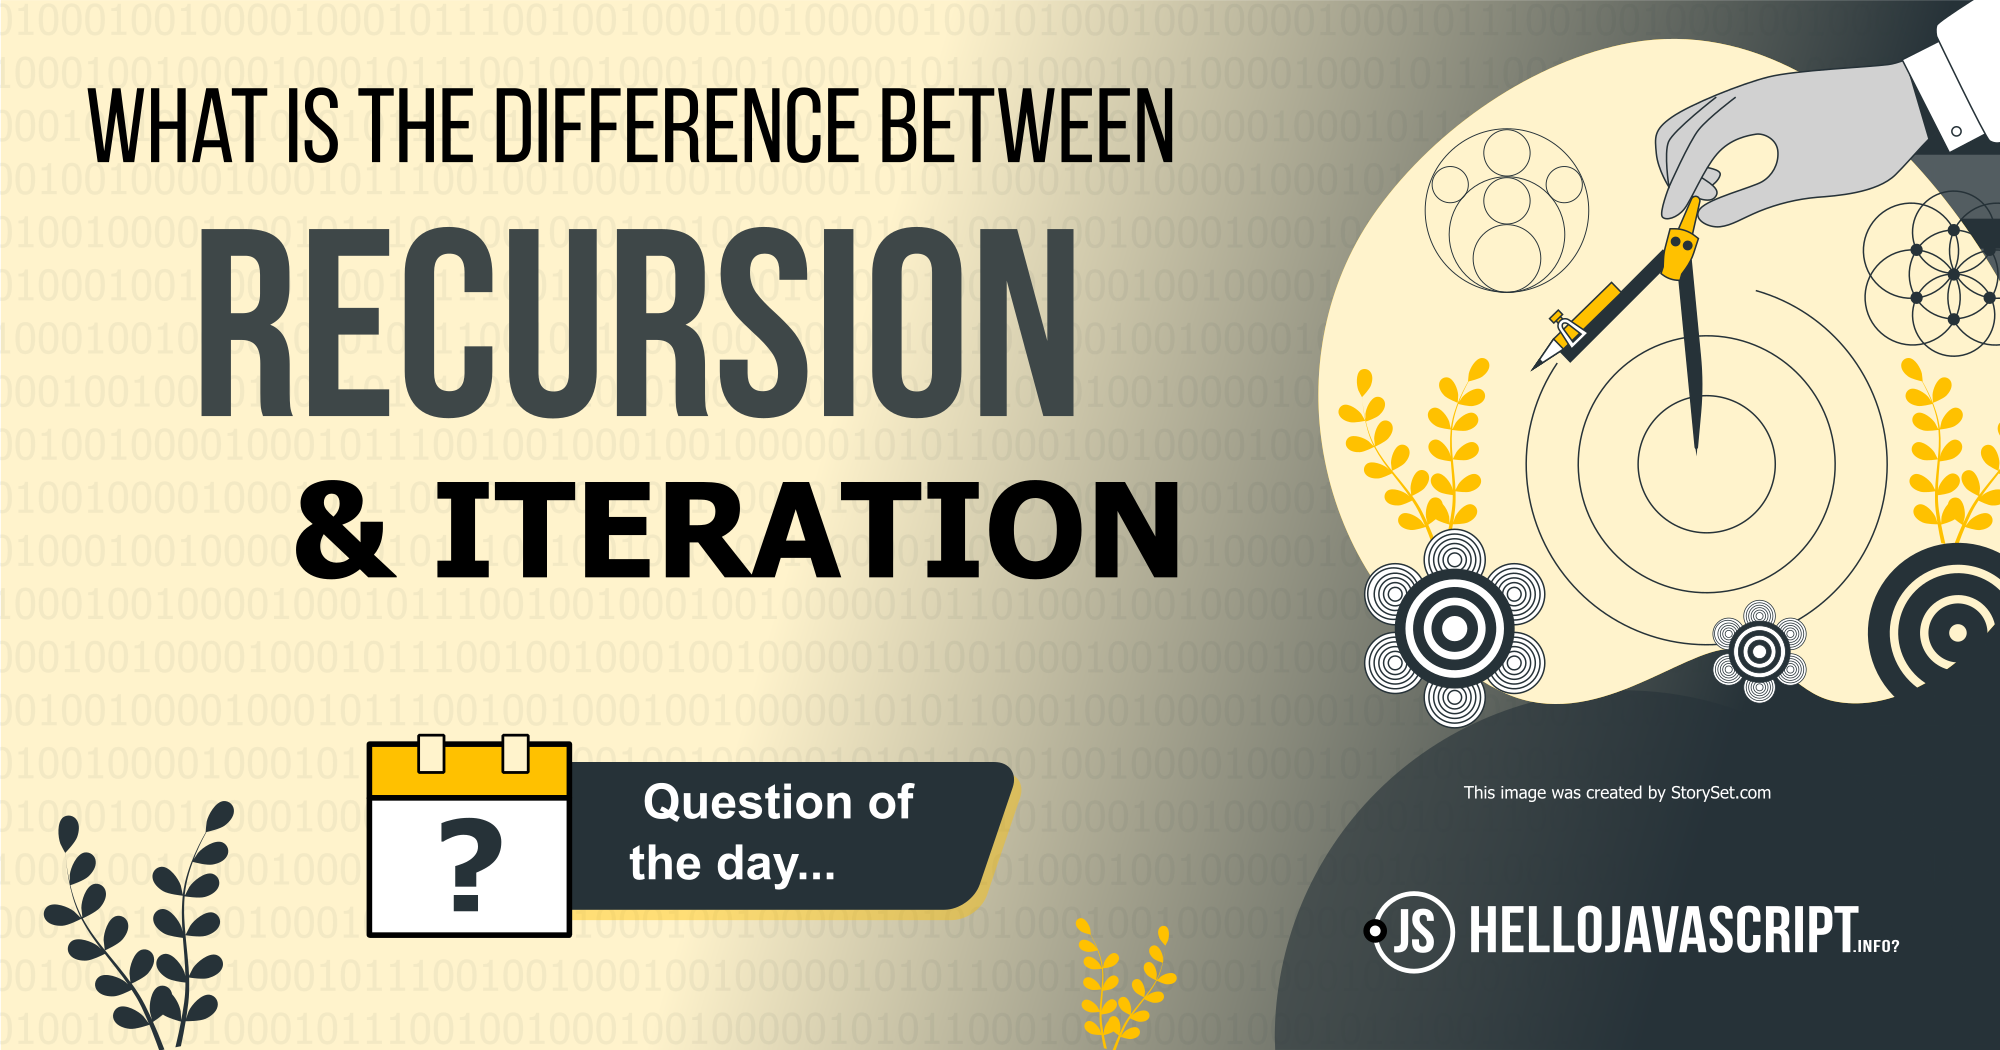 WHAT IS THE DIFFERENCE BETWEEN
RECURSION
& ITERATION
?
Question of
the day...
This image was created by StorySet.com
JS HELLOJAVASCRIPT.INFO?